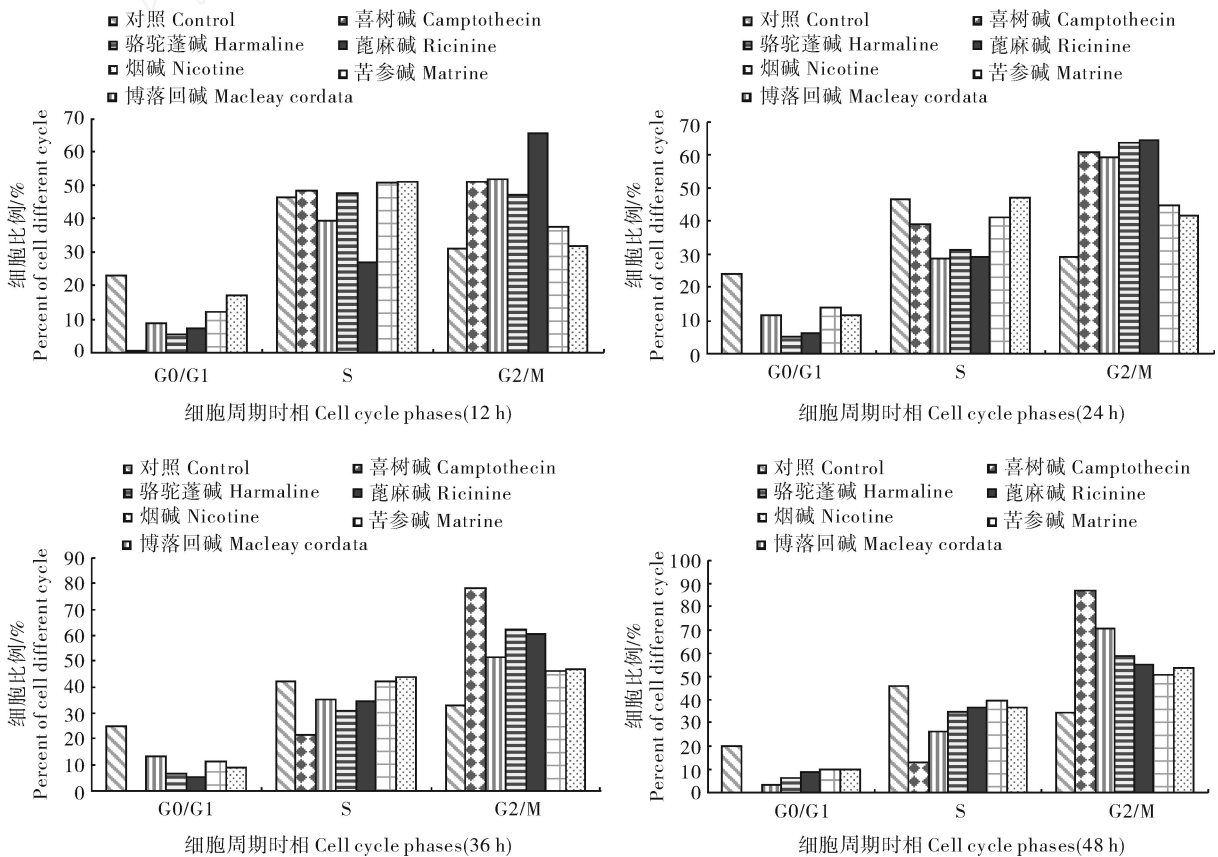 对照 Control 喜树碱 Camptothecin
骆驼蓬碱 Harmaline 蓖麻碱 Ricinine
烟碱 Nicotine 苦参碱 Matrine
博落回碱 Macleay cordata
细胞比例/%
Percent of cell different cycle
70
60
50
40
30
20
10
0
G0/G1 S G2/M
细胞周期时相 Cell cycle phases(12 h)
对照 Control 喜树碱 Camptothecin
骆驼蓬碱 Harmaline 蓖麻碱 Ricinine
烟碱 Nicotine 苦参碱 Matrine
博落回碱 Macleay cordata
细胞比例/%
Percent of cell different cycle
70
60
50
40
30
20
10
0
G0/G1 S G2/M
细胞周期时相 Cell cycle phases(24 h)
对照 Control 喜树碱 Camptothecin
骆驼蓬碱 Harmaline 蓖麻碱 Ricinine
烟碱 Nicotine 苦参碱 Matrine
博落回碱 Macleay cordata
细胞比例/%
Percent of cell different cycle
90
80
70
60
50
40
30
20
10
0
G0/G1 S G2/M
细胞周期时相 Cell cycle phases(36 h)
对照 Control 喜树碱 Camptothecin
骆驼蓬碱 Harmaline 蓖麻碱 Ricinine
烟碱 Nicotine 苦参碱 Matrine
博落回碱 Macleay cordata
细胞比例/%
Percent of cell different cycle
100
90
80
70
60
50
40
30
20
10
0
G0/G1 S G2/M
细胞周期时相 Cell cycle phases(48 h)